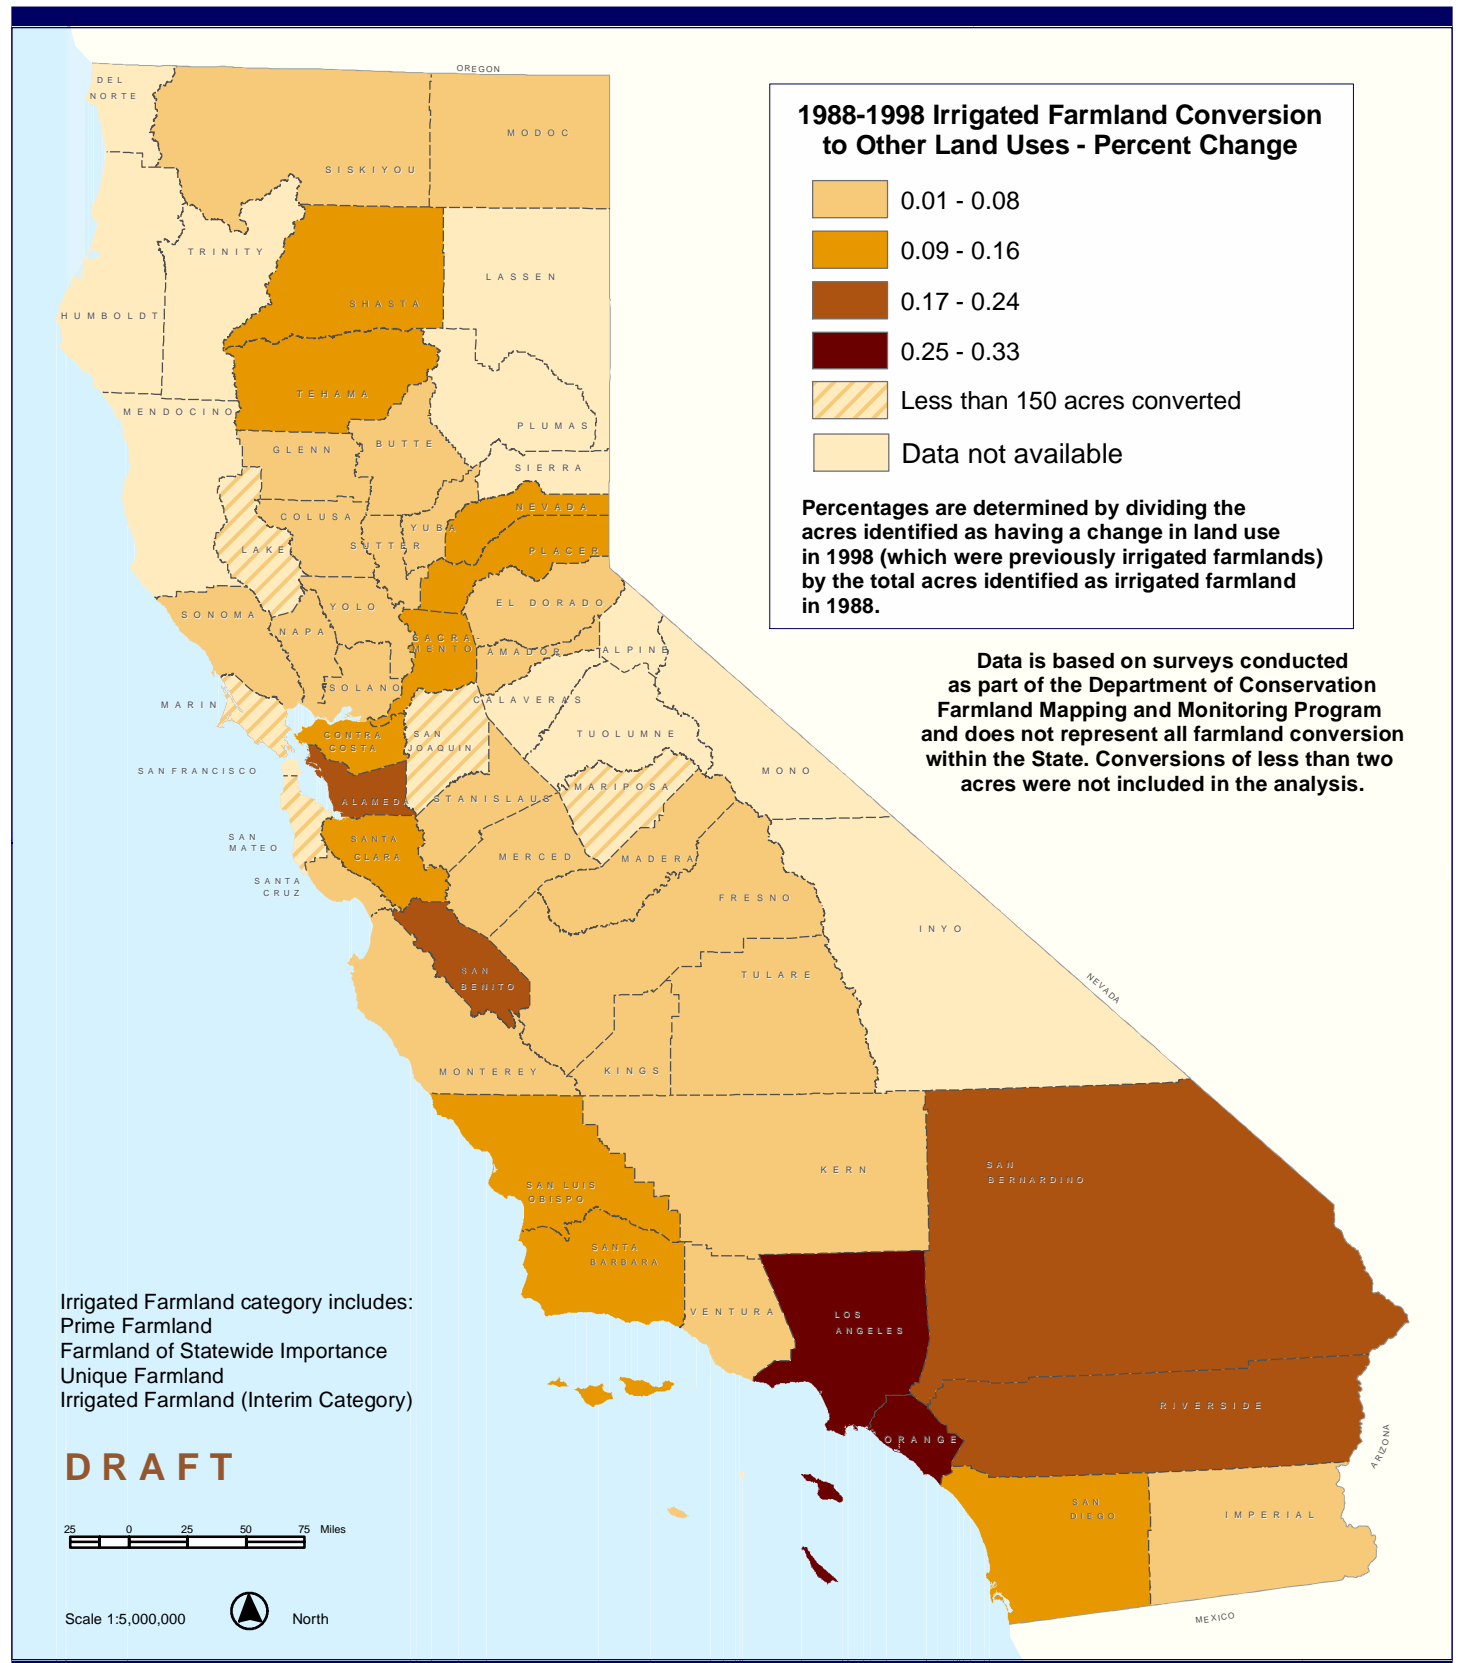 OREGON
DEL
NORTE
MODOC
SISKIYOU
TRINITY
LASSEN
SHASTA
HUMBOLDT
TEHAMA
MENDOCINO
PLUMAS
BUTTE
GLENN
SIERRA
NEVADA
COLUSA
YUBA
SUTTER
LAKE
PLACER
EL DORADO
YOLO
SONOMA
NAPA
SACRA-
MENTO
AMADOR
ALPINE
SOLANO
CALAVERAS
MARIN
CONTRA
COSTA
SAN
JOAQUIN
TUOLUMNE
SAN FRANCISCO
MONO
MARIPOSA
ALAMEDA
STANISLAUS
SAN
MATEO
SANTA
CLARA
MERCED
MADERA
SANTA
CRUZ
FRESNO
INYO
SAN
BENITO
TULARE
NEVADA
MONTEREY
KINGS
KERN
SAN
BERNARDINO
SAN LUIS
OBISPO
SANTA
BARBARA
VENTURA
LOS
ANGELES
RIVERSIDE
ORANGE
ARIZONA
SAN
DIEGO
IMPERIAL
MEXICO
1988-1998 Irrigated Farmland Conversion
to Other Land Uses - Percent Change
0.01 - 0.08
0.09 - 0.16
0.17 - 0.24
0.25 - 0.33
Less than 150 acres converted
Data not available
Percentages are determined by dividing the
acres identified as having a change in land use
in 1998 (which were previously irrigated farmlands)
by the total acres identified as irrigated farmland
in 1988.
Data is based on surveys conducted
as part of the Department of Conservation
Farmland Mapping and Monitoring Program
and does not represent all farmland conversion
within the State. Conversions of less than two
acres were not included in the analysis.
Irrigated Farmland category includes:
Prime Farmland
Farmland of Statewide Importance
Unique Farmland
Irrigated Farmland (Interim Category)
DRAFT
25 0 25 50 75 Miles
Scale 1:5,000,000 North